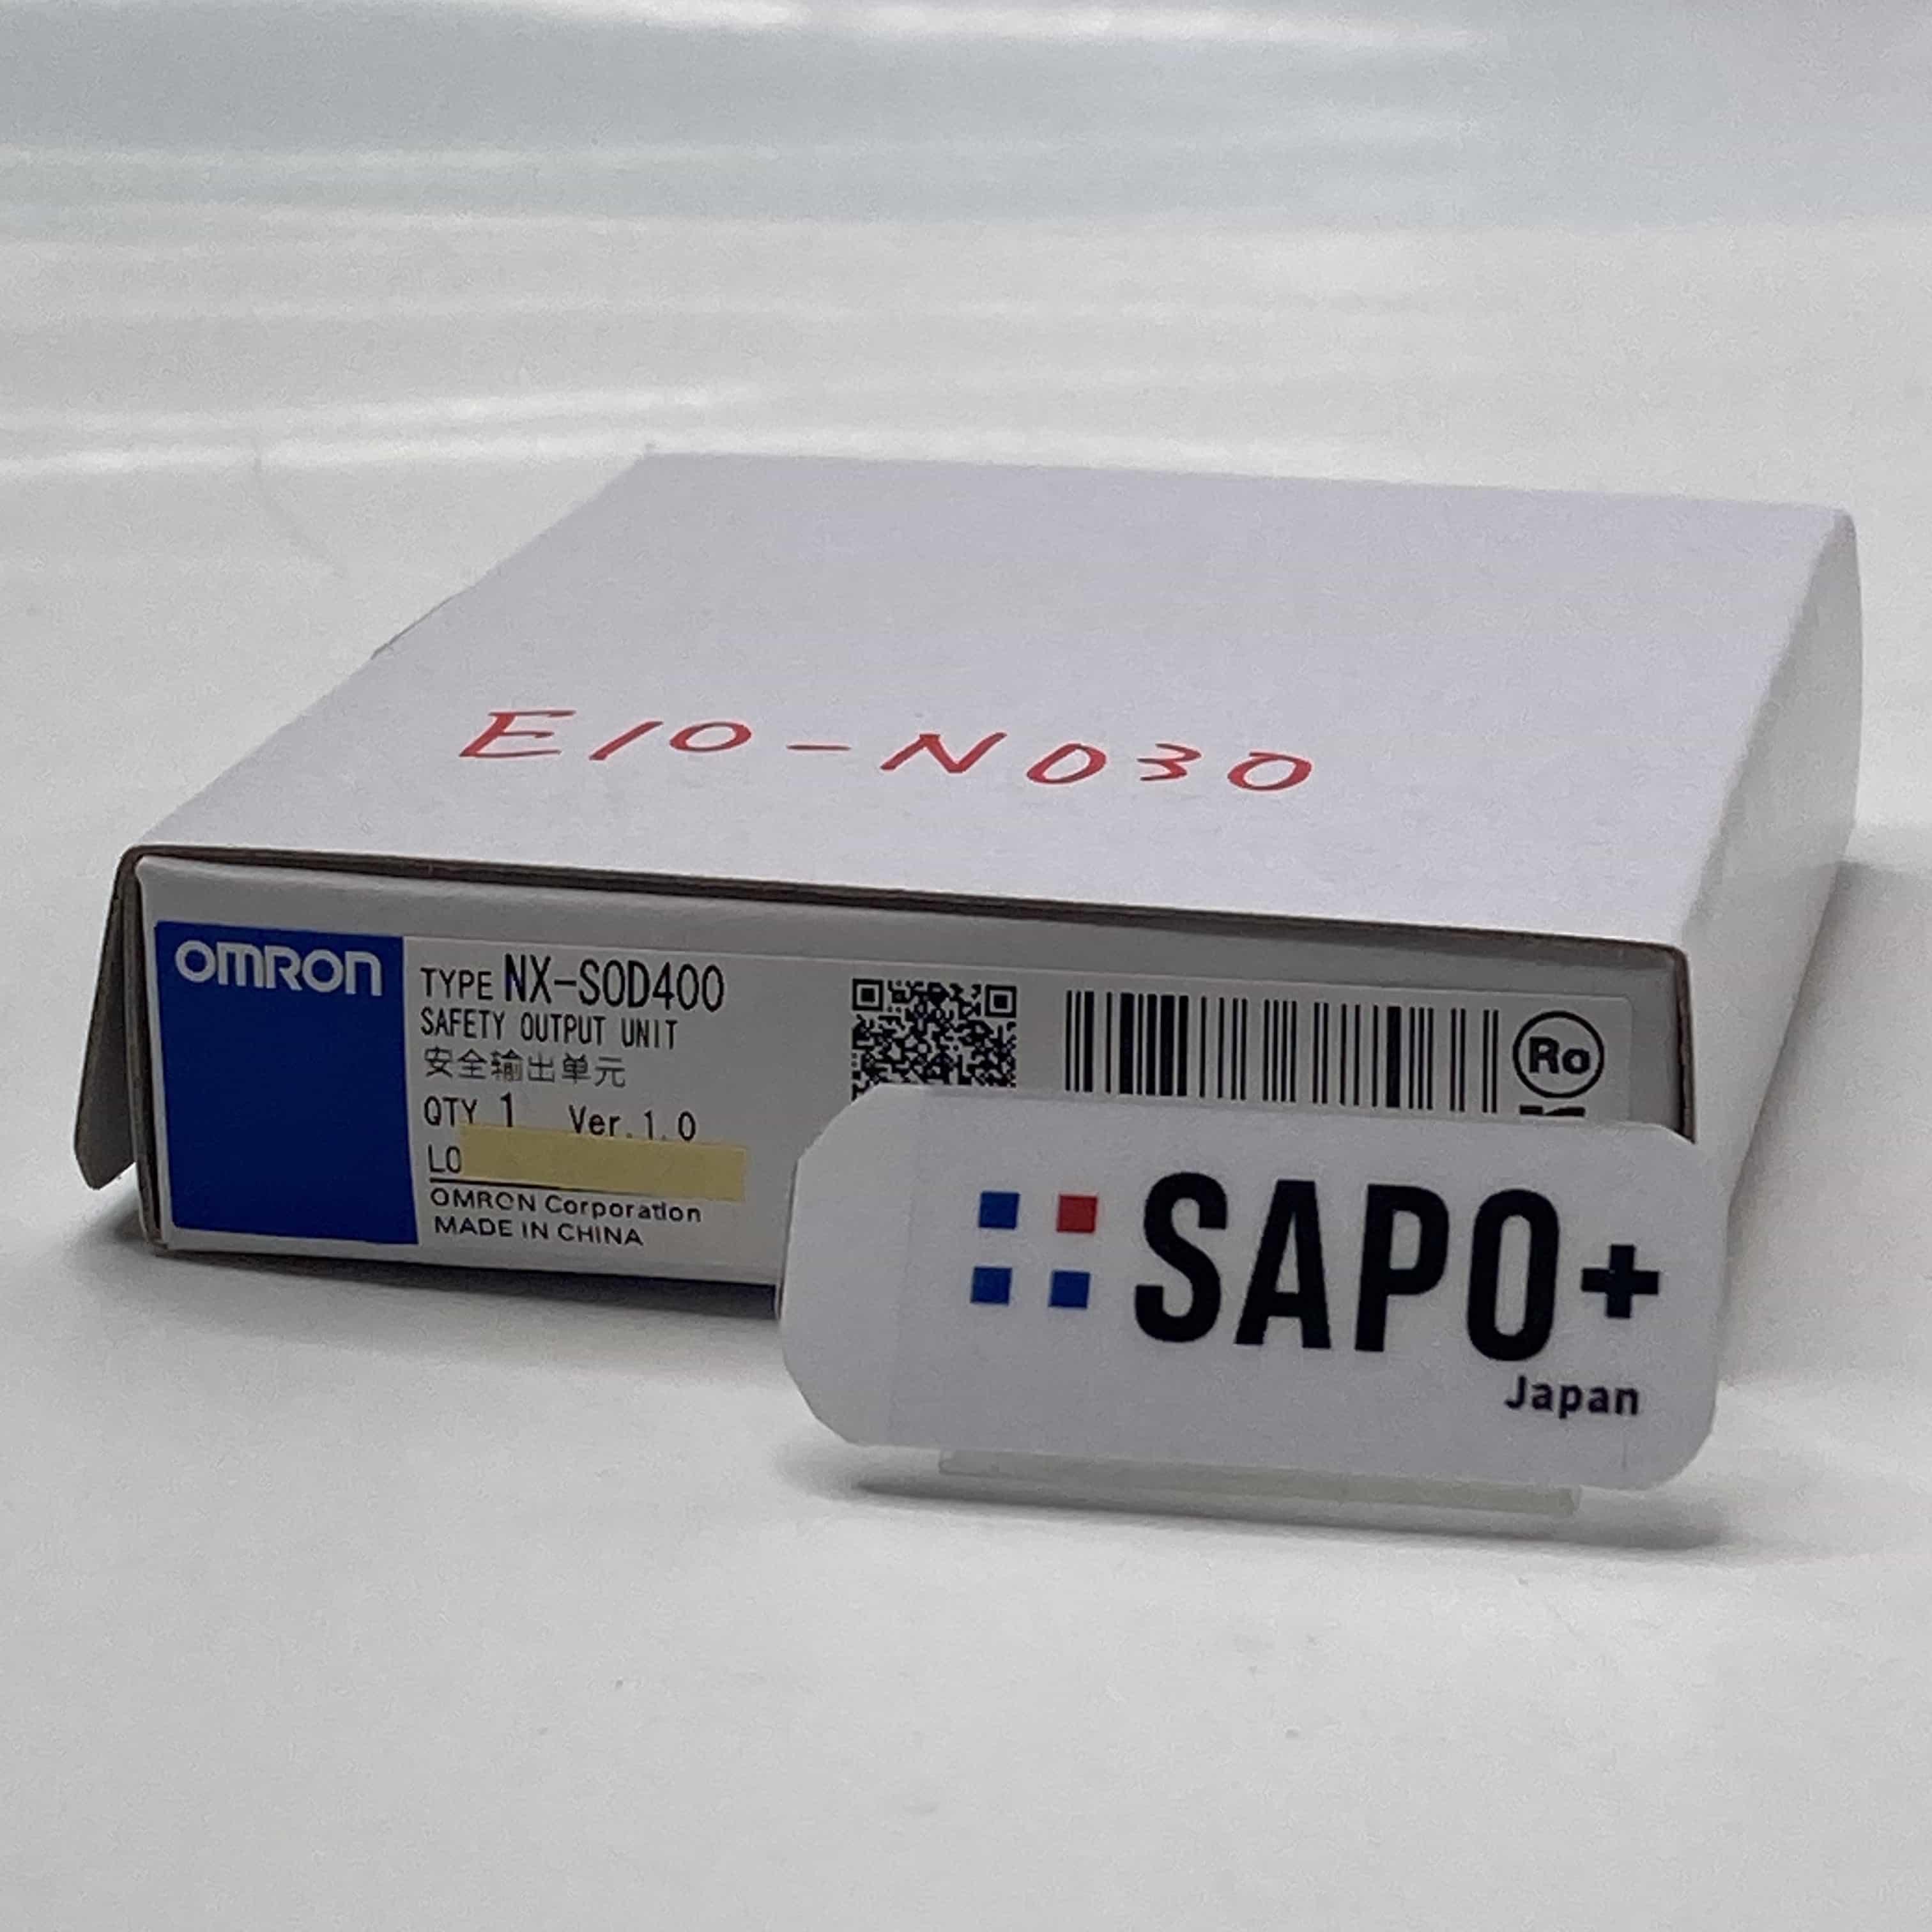 E10-N030
OMRON
TYPE NX-SOD400
SAFETY OUTPUT UNIT
安全输出单元
QTY 1 Ver.1.0
LO
OMRON Corporation
MADE IN CHINA
Ro
SAPO+
Japan